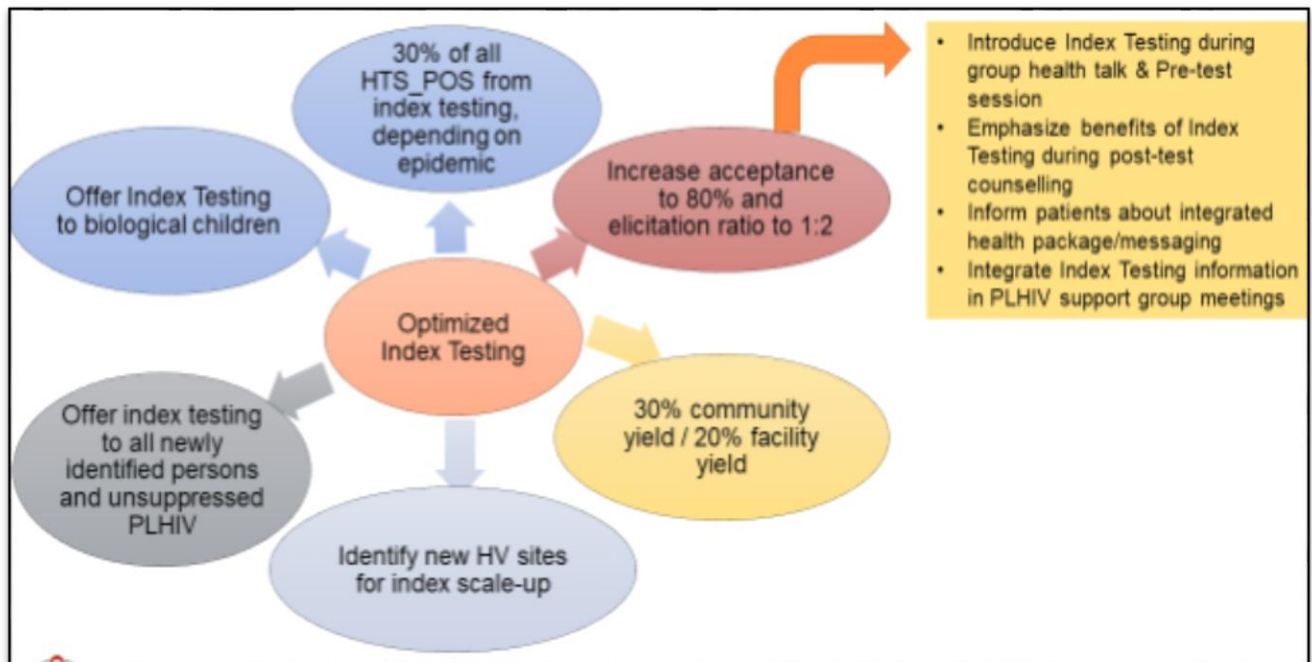 30% of all
HTS_POS from
index testing,
depending on
epidemic
Increase acceptance
to 80% and
elicitation ratio to 1:2
• Introduce Index Testing during
group health talk & Pre-test
session
• Emphasize benefits of Index
Testing during post-test
counselling
• Inform patients about integrated
health package/messaging
• Integrate Index Testing information
in PLHIV support group meetings
Offer Index Testing
to biological children
Optimized
Index Testing
30% community
yield / 20% facility
yield
Offer index testing
to all newly
identified persons
and unsuppressed
PLHIV
Identify new HV sites
for index scale-up